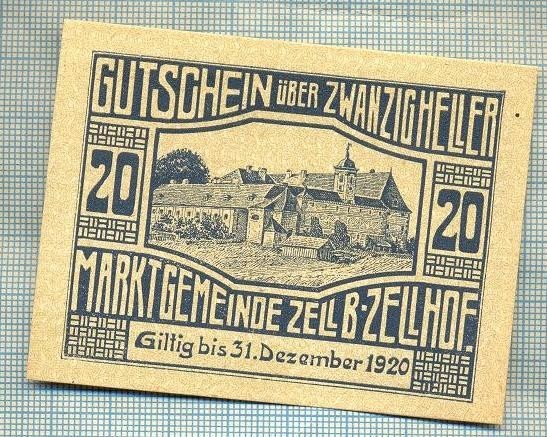 GUTSCHEIN ÜBER ZWANZIG HELLER
20
20
MARKTGEMEINDE ZELL B. ZELLHOF.
Giltig bis 31. Dezember 1920